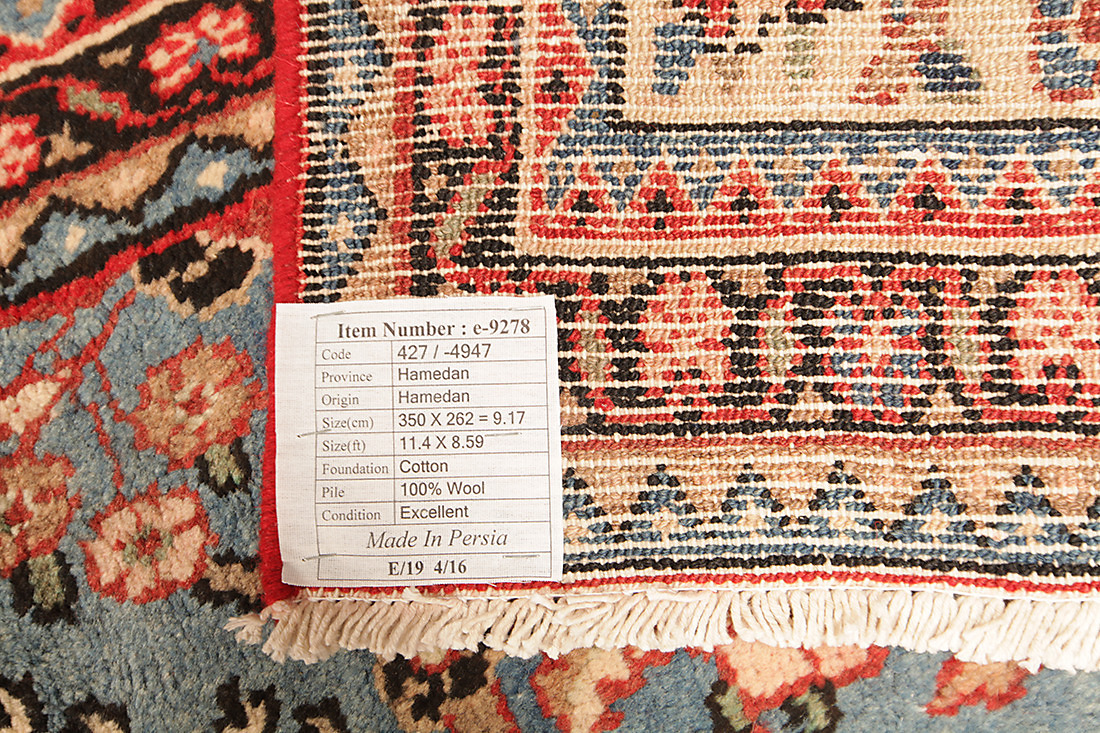 Item Number : e-9278
Code 427 / -4947
Province Hamedan
Origin Hamedan
Size(cm) 350 X 262 = 9.17
Size(ft) 11.4 X 8.59
Foundation Cotton
Pile 100% Wool
Condition Excellent
Made In Persia
E/19 4/16